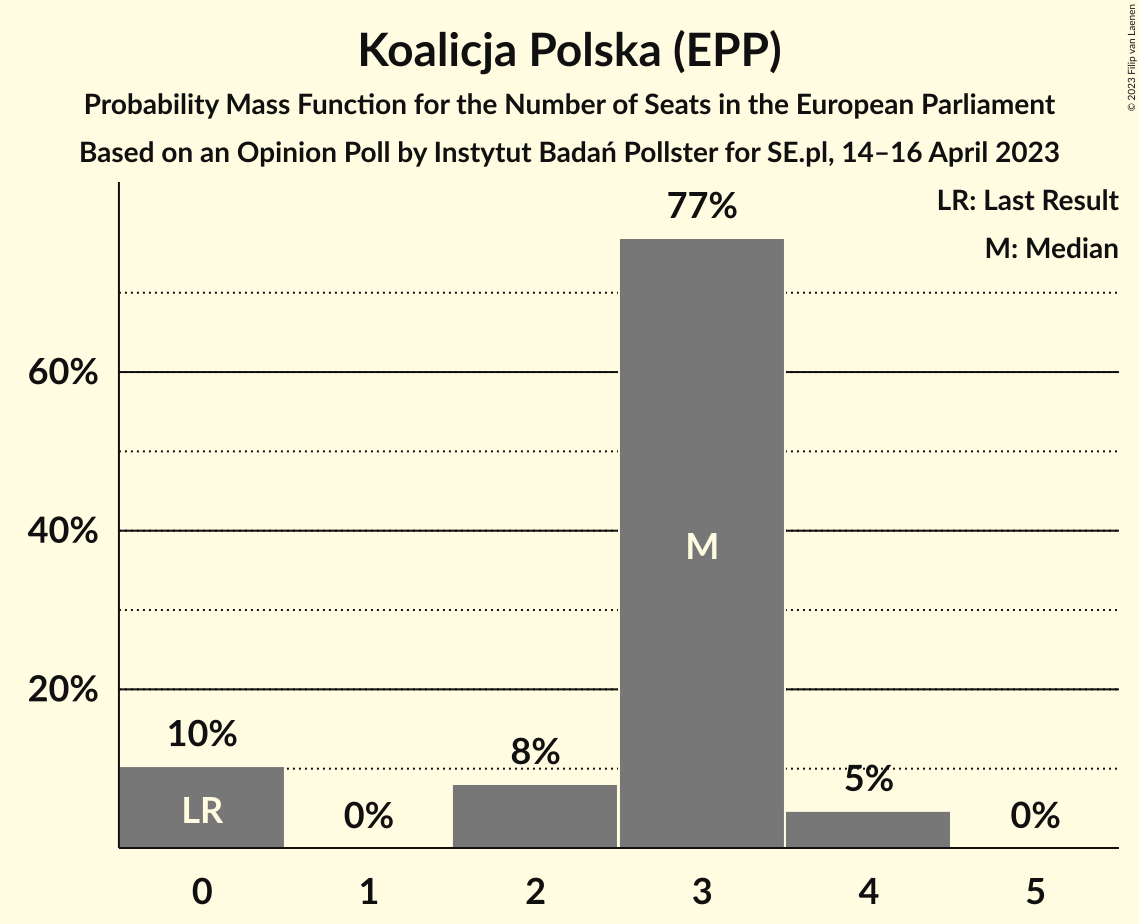 Koalicja Polska (EPP)
Probability Mass Function for the Number of Seats in the European Parliament
Based on an Opinion Poll by Instytut Badań Pollster for SE.pl, 14–16 April 2023
© 2023 Filip van Laenen
LR: Last Result
M: Median
77%
60%
40%
20%
M
10%
0%
8%
5%
0%
LR
0 1 2 3 4 5